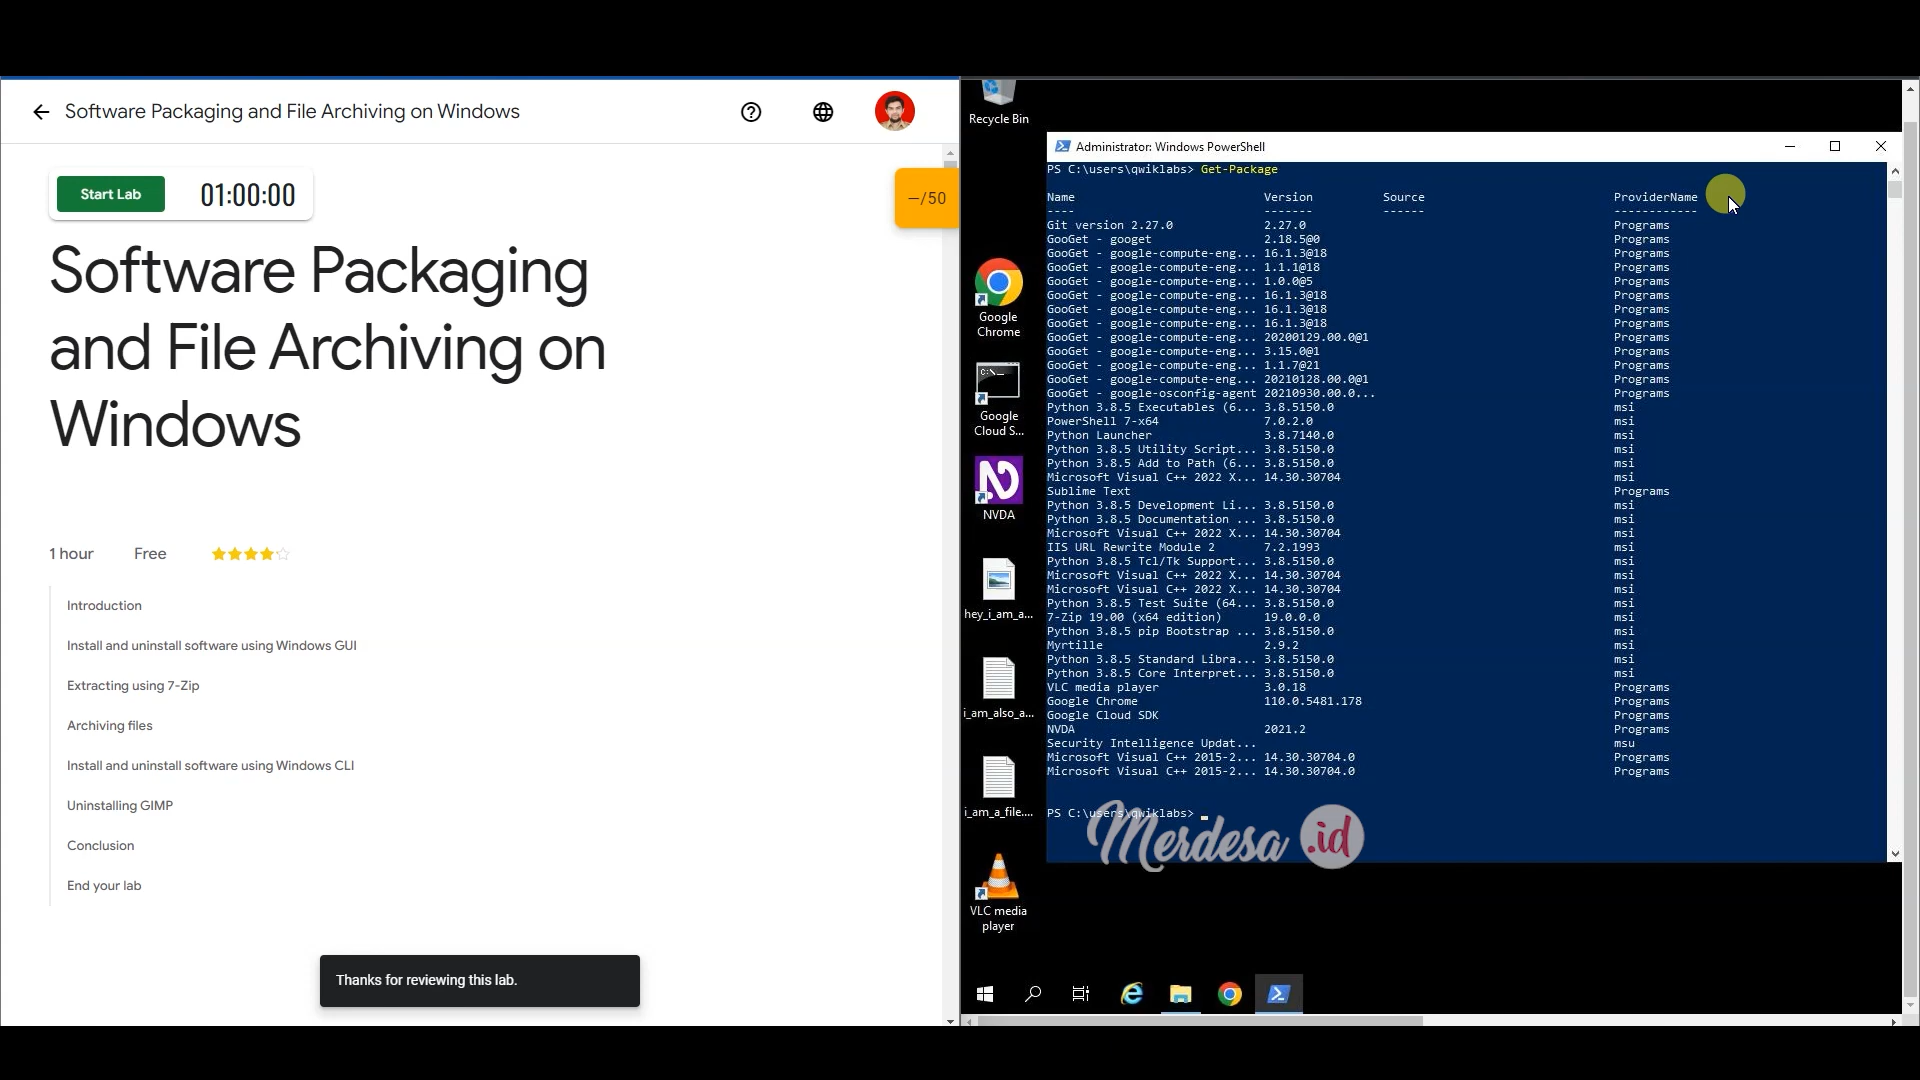 Software Packaging and File Archiving on Windows
Start Lab
01:00:00
—/50
Software Packaging
and File Archiving on
Windows
1 hour Free
Introduction
Install and uninstall software using Windows GUI
Extracting using 7-Zip
Archiving files
Install and uninstall software using Windows CLI
Uninstalling GIMP
Conclusion
End your lab
Thanks for reviewing this lab.
Recycle Bin
Google
Chrome
Google
Cloud S...
NVDA
hey_i_am_a...
i_am_also_a...
i_am_a_file....
VLC media
player
Administrator: Windows PowerShell
PS C:\users\qwiklabs> Get-Package
Name Version Source ProviderName
---- ------- ------ ------------
Git version 2.27.0 2.27.0 Programs
GooGet - googet 2.18.5@0 Programs
GooGet - google-compute-eng... 16.1.3@18 Programs
GooGet - google-compute-eng... 1.1.1@18 Programs
GooGet - google-compute-eng... 1.0.0@5 Programs
GooGet - google-compute-eng... 16.1.3@18 Programs
GooGet - google-compute-eng... 16.1.3@18 Programs
GooGet - google-compute-eng... 16.1.3@18 Programs
GooGet - google-compute-eng... 20200129.00.0@1 Programs
GooGet - google-compute-eng... 3.15.0@1 Programs
GooGet - google-compute-eng... 1.1.7@21 Programs
GooGet - google-compute-eng... 20210128.00.0@1 Programs
GooGet - google-osconfig-agent 20210930.00.0... Programs
Python 3.8.5 Executables (6... 3.8.5150.0 msi
PowerShell 7-x64 7.0.2.0 msi
Python Launcher 3.8.7140.0 msi
Python 3.8.5 Utility Script... 3.8.5150.0 msi
Python 3.8.5 Add to Path (6... 3.8.5150.0 msi
Microsoft Visual C++ 2022 X... 14.30.30704 msi
Sublime Text Programs
Python 3.8.5 Development Li... 3.8.5150.0 msi
Python 3.8.5 Documentation ... 3.8.5150.0 msi
Microsoft Visual C++ 2022 X... 14.30.30704 msi
IIS URL Rewrite Module 2 7.2.1993 msi
Python 3.8.5 Tcl/Tk Support... 3.8.5150.0 msi
Microsoft Visual C++ 2022 X... 14.30.30704 msi
Microsoft Visual C++ 2022 X... 14.30.30704 msi
Python 3.8.5 Test Suite (64... 3.8.5150.0 msi
7-Zip 19.00 (x64 edition) 19.0.0.0 msi
Python 3.8.5 pip Bootstrap ... 3.8.5150.0 msi
Myrtille 2.9.2 msi
Python 3.8.5 Standard Libra... 3.8.5150.0 msi
Python 3.8.5 Core Interpret... 3.8.5150.0 msi
VLC media player 3.0.18 Programs
Google Chrome 110.0.5481.178 Programs
Google Cloud SDK Programs
NVDA 2021.2 Programs
Security Intelligence Updat... msu
Microsoft Visual C++ 2015-2... 14.30.30704.0 Programs
Microsoft Visual C++ 2015-2... 14.30.30704.0 Programs
PS C:\users\qwiklabs>
Merdesa .id